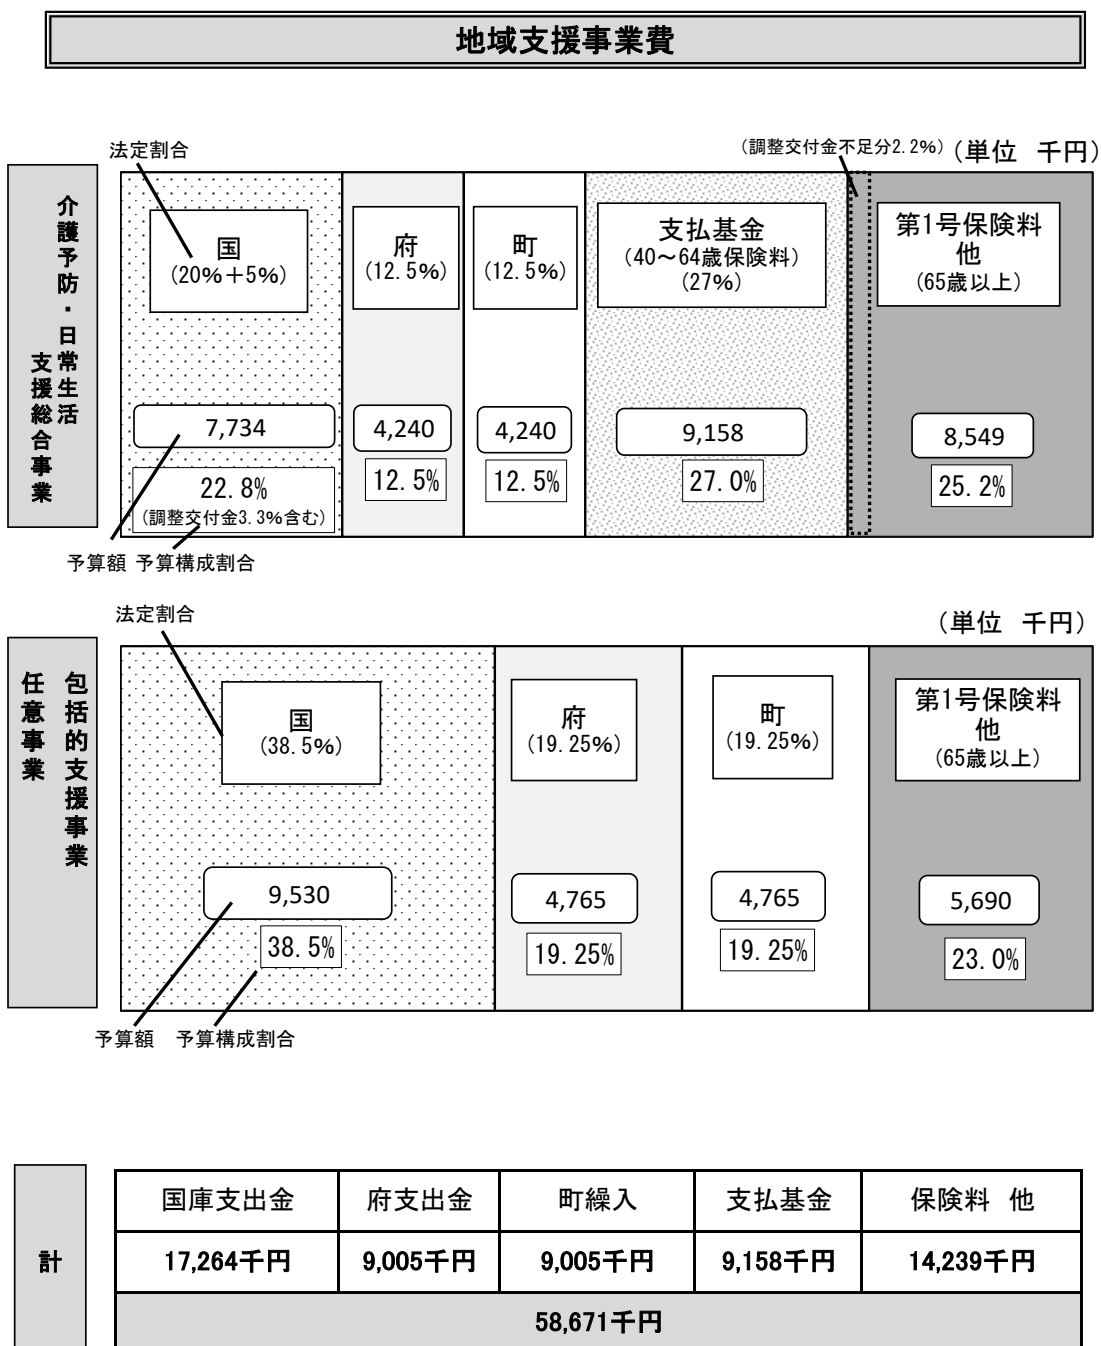 地域支援事業費
法定割合
(調整交付金不足分2.2%)
(単位 千円)
介護予防・日常生活
支援総合事業
国
(20%+5%)
府
(12.5%)
町
(12.5%)
支払基金
(40～64歳保険料)
(27%)
第1号保険料
他
(65歳以上)
7,734
4,240
4,240
9,158
8,549
22.8%
(調整交付金3.3%含む)
12.5%
12.5%
27.0%
25.2%
予算額 予算構成割合
法定割合
(単位 千円)
包括的支援事業
任意事業
国
(38.5%)
府
(19.25%)
町
(19.25%)
第1号保険料
他
(65歳以上)
9,530
4,765
4,765
5,690
38.5%
19.25%
19.25%
23.0%
予算額 予算構成割合
計
国庫支出金 府支出金 町繰入 支払基金 保険料 他
17,264千円 9,005千円 9,005千円 9,158千円 14,239千円
58,671千円